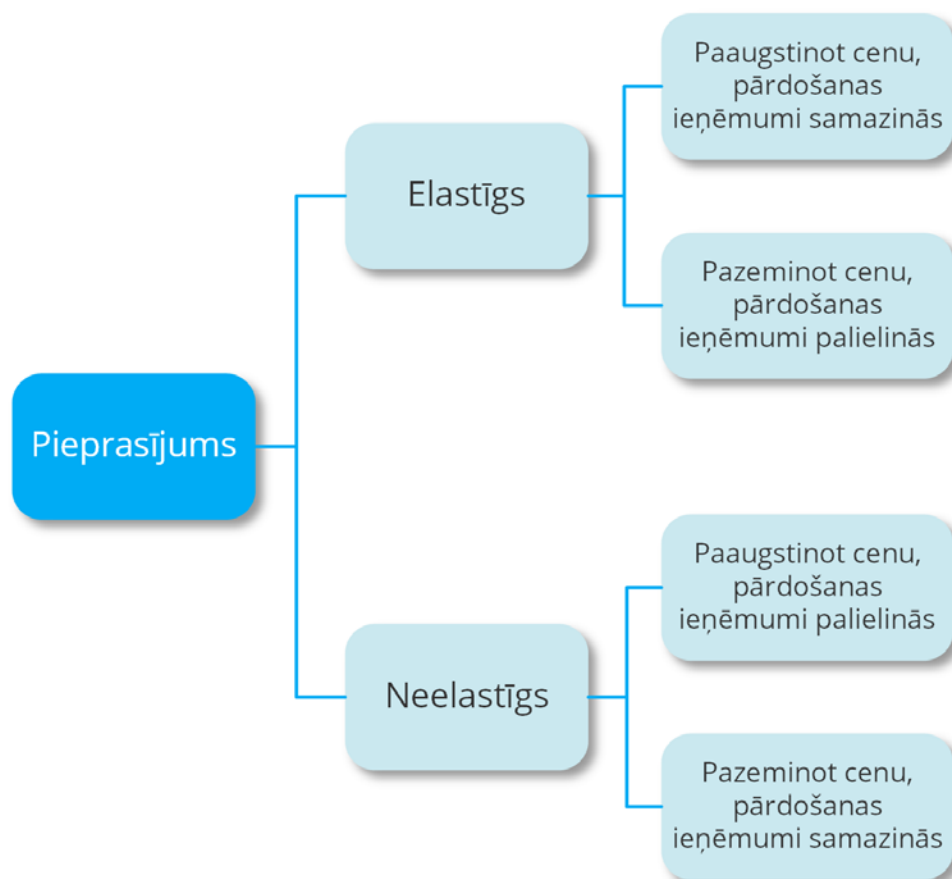 Pieprasījums
Elastīgs
Paaugstinot cenu,
pārdošanas
ieņēmumi samazinās
Pazeminot cenu,
pārdošanas
ieņēmumi palielinās
Neelastīgs
Paaugstinot cenu,
pārdošanas
ieņēmumi palielinās
Pazeminot cenu,
pārdošanas
ieņēmumi samazinās